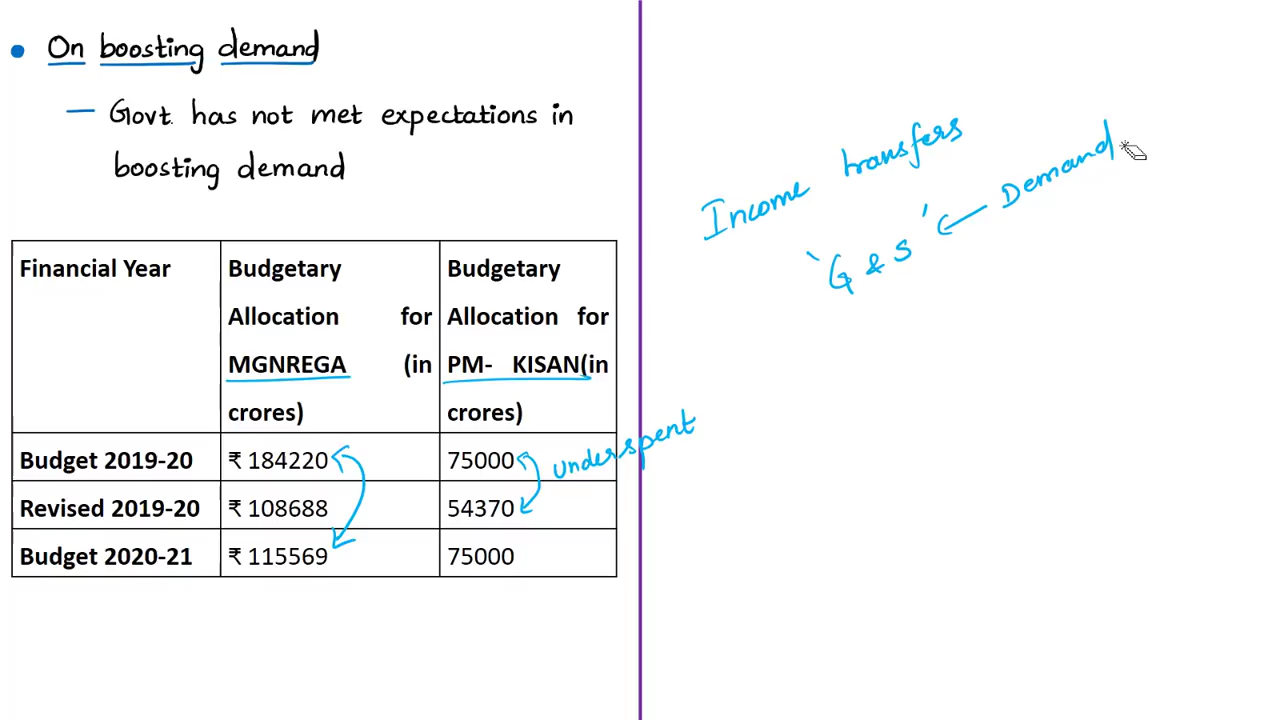 On boosting demand
— Govt. has not met expectations in
boosting demand
Financial Year
Budgetary
Allocation for
MGNREGA (in
crores)
Budgetary
Allocation for
PM- KISAN(in
crores)
Budget 2019-20 ₹ 184220 75000
Revised 2019-20 ₹ 108688 54370
Budget 2020-21 ₹ 115569 75000
underspent
Income transfers
'G & S' Demand